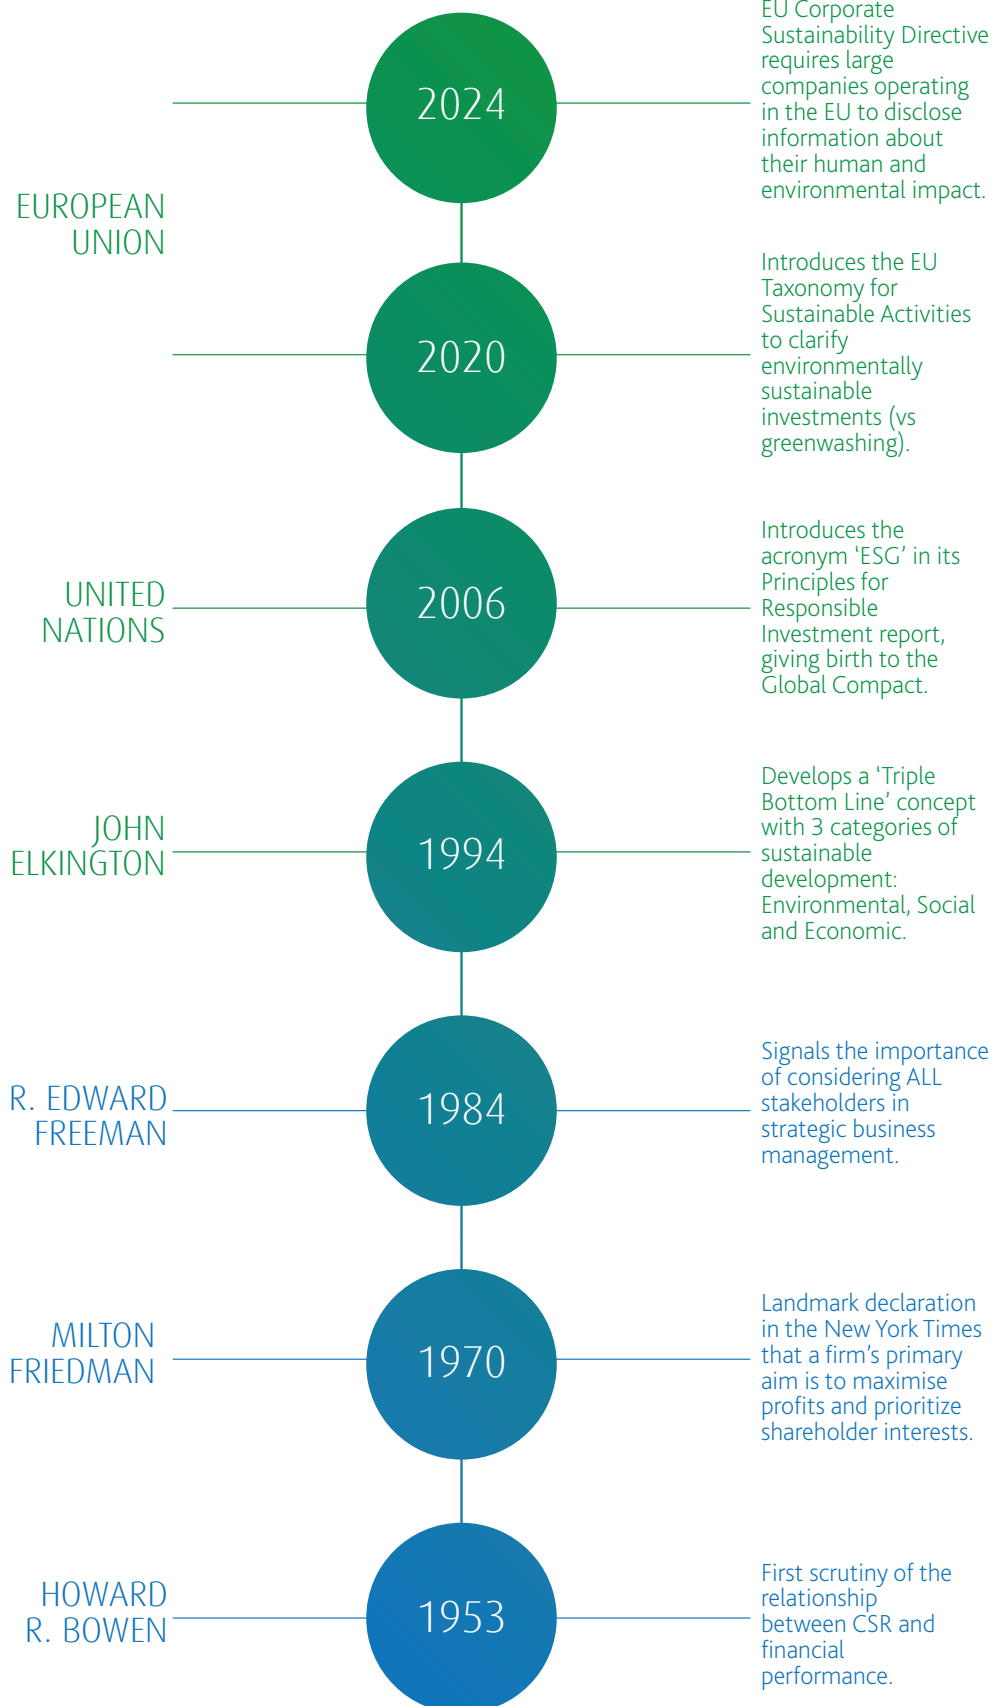 2024
EU Corporate
Sustainability Directive
requires large
companies operating
in the EU to disclose
information about
their human and
environmental impact.
EUROPEAN
UNION
2020
Introduces the EU
Taxonomy for
Sustainable Activities
to clarify
environmentally
sustainable
investments (vs
greenwashing).
UNITED
NATIONS
2006
Introduces the
acronym ‘ESG’ in its
Principles for
Responsible
Investment report,
giving birth to the
Global Compact.
JOHN
ELKINGTON
1994
Develops a ‘Triple
Bottom Line’ concept
with 3 categories of
sustainable
development:
Environmental, Social
and Economic.
R. EDWARD
FREEMAN
1984
Signals the importance
of considering ALL
stakeholders in
strategic business
management.
MILTON
FRIEDMAN
1970
Landmark declaration
in the New York Times
that a firm’s primary
aim is to maximise
profits and prioritize
shareholder interests.
HOWARD
R. BOWEN
1953
First scrutiny of the
relationship
between CSR and
financial
performance.